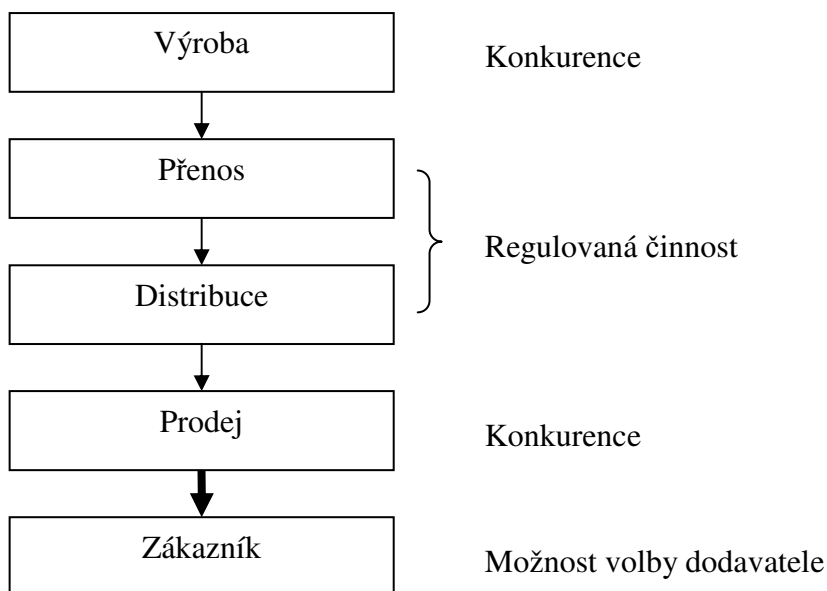 Výroba
Konkurence
Přenos
Regulovaná činnost
Distribuce
Prodej
Konkurence
Zákazník
Možnost volby dodavatele